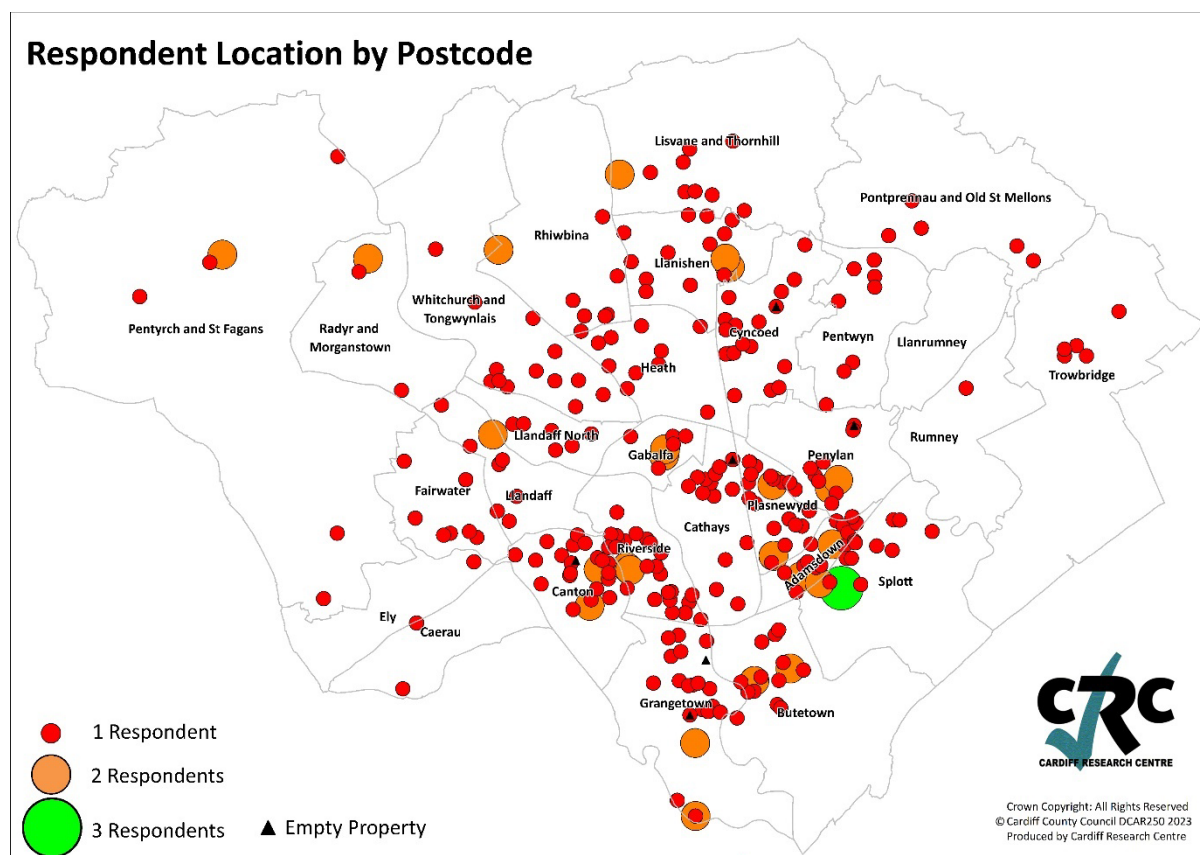 Respondent Location by Postcode
Lisvane and Thornhill
Pontprennau and Old St Mellons
Rhiwbina
Llanishen
Whitchurch and
Tongwynlais
Pentyrch and St Fagans
Radyr and
Morganstown
Cyncoed
Pentwyn
Llanrumney
Heath
Trowbridge
Llandaff North
Rumney
Gabalfa
Penylan
Fairwater
Llandaff
Plasnewydd
Cathays
Riverside
Adamsdown
Splott
Canton
Ely
Caerau
Grangetown
Butetown
1 Respondent
2 Respondents
3 Respondents
Empty Property
CRC
CARDIFF RESEARCH CENTRE
Crown Copyright: All Rights Reserved
© Cardiff County Council DCAR250 2023
Produced by Cardiff Research Centre